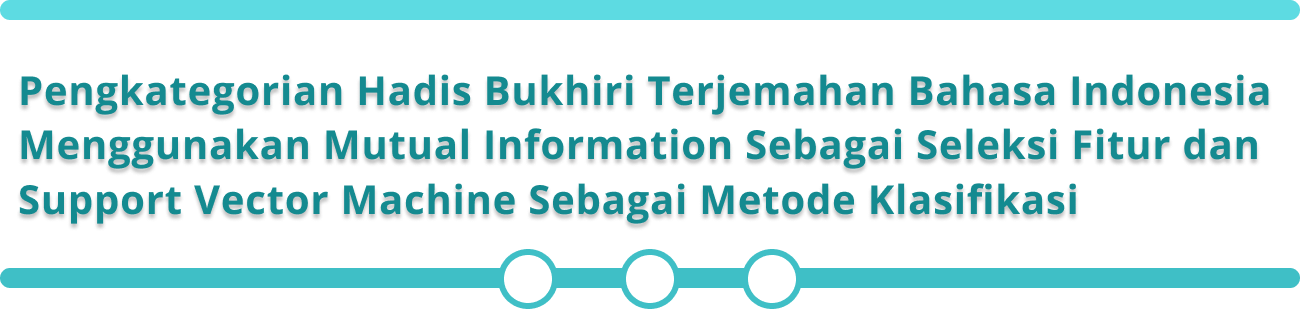 Pengkategorian Hadis Bukhiri Terjemahan Bahasa Indonesia
Menggunakan Mutual Information Sebagai Seleksi Fitur dan
Support Vector Machine Sebagai Metode Klasifikasi